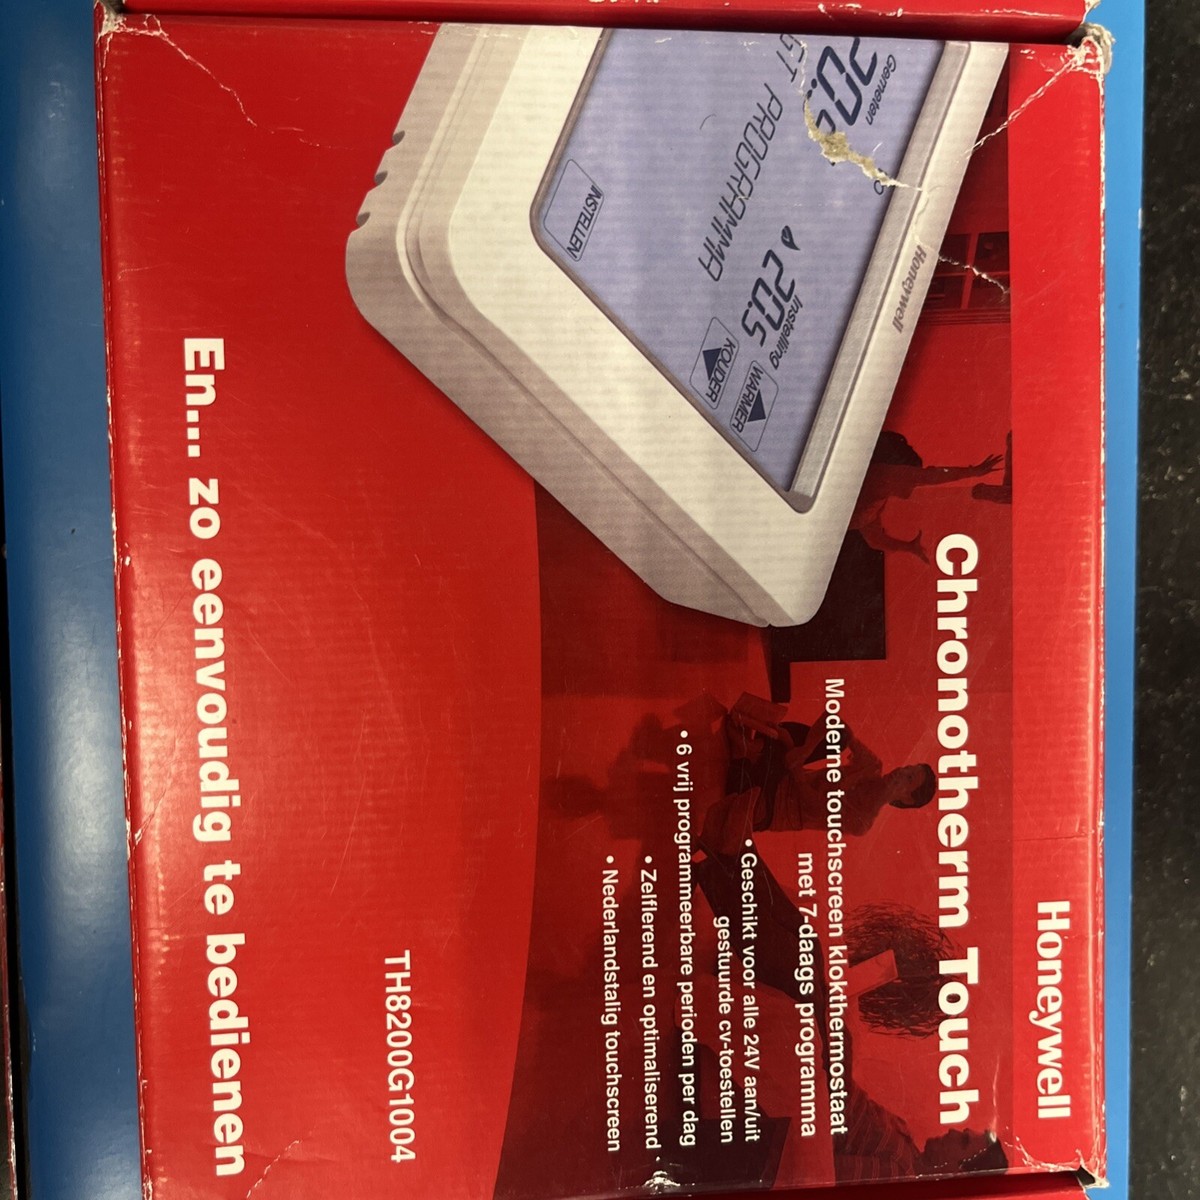 Honeywell
Chronotherm Touch
Moderne touchscreen klokthermostaat
met 7-daags programma
• Geschikt voor alle 24V aan/uit
gestuurde cv-toestellen
• 6 vrij programmeerbare perioden per dag
• Zelflerend en optimaliserend
• Nederlandstalig touchscreen
TH8200G1004
En... zo eenvoudig te bedienen
Honeywell
Gemeten
Instelling
20.5
WARMER
KOUDER
PROGRAMMA
INSTELLEN